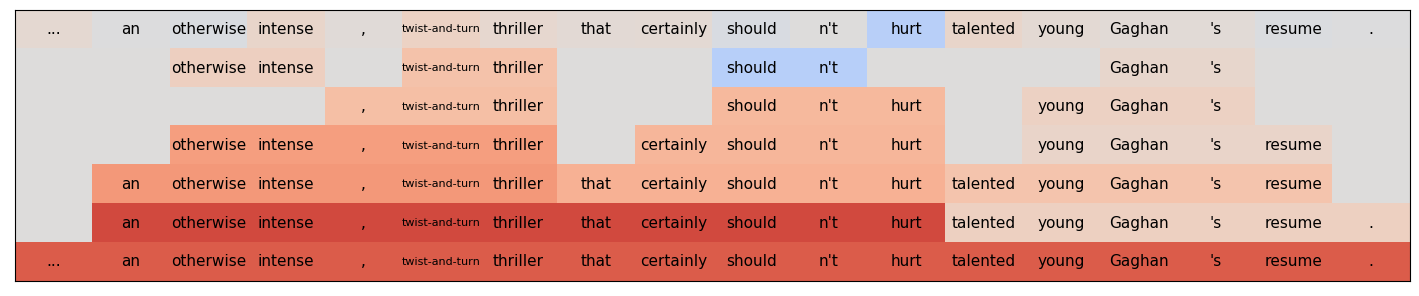 ... an otherwise intense , twist-and-turn thriller that certainly should n't hurt talented young Gaghan 's resume .
otherwise intense twist-and-turn thriller should n't Gaghan 's
, twist-and-turn thriller should n't hurt young Gaghan 's
otherwise intense , twist-and-turn thriller certainly should n't hurt young Gaghan 's resume
an otherwise intense , twist-and-turn thriller that certainly should n't hurt talented young Gaghan 's resume
an otherwise intense , twist-and-turn thriller that certainly should n't hurt talented young Gaghan 's resume .
... an otherwise intense , twist-and-turn thriller that certainly should n't hurt talented young Gaghan 's resume .